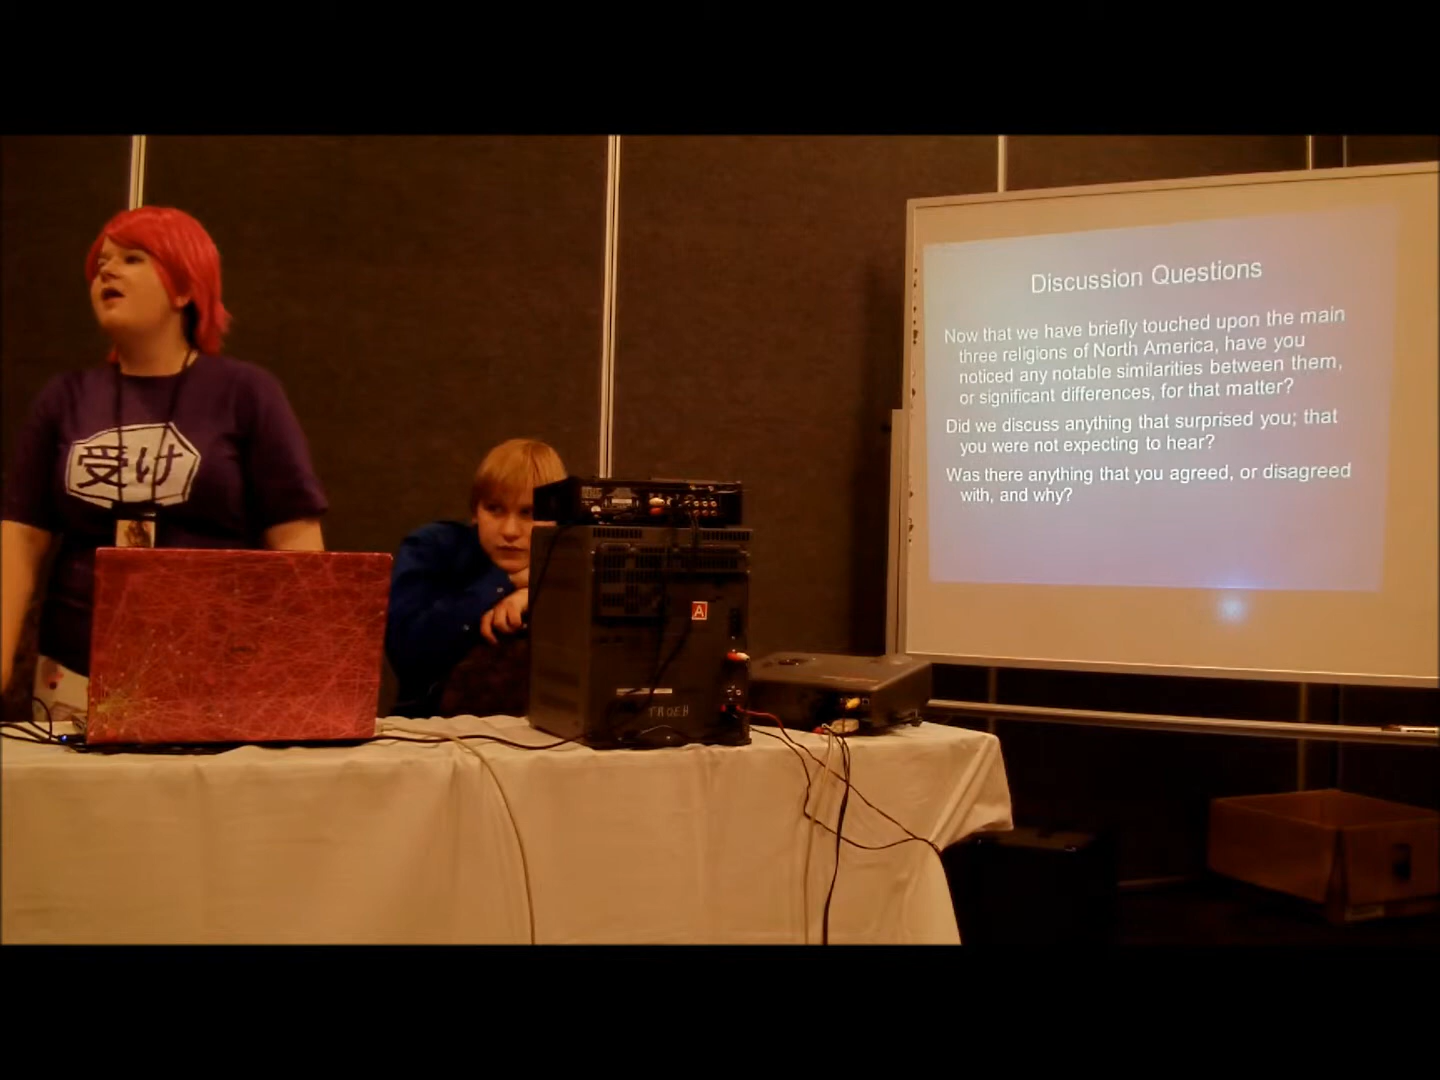 受け
Discussion Questions
Now that we have briefly touched upon the main
three religions of North America, have you
noticed any notable similarities between them,
or significant differences, for that matter?
Did we discuss anything that surprised you; that
you were not expecting to hear?
Was there anything that you agreed, or disagreed
with, and why?
A